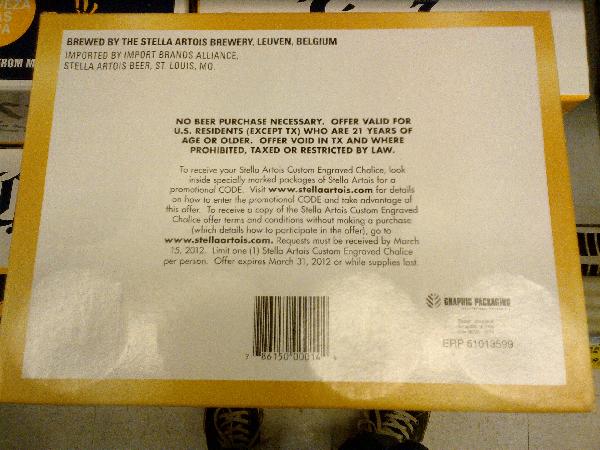 BREWED BY THE STELLA ARTOIS BREWERY, LEUVEN, BELGIUM
IMPORTED BY IMPORT BRANDS ALLIANCE,
STELLA ARTOIS BEER, ST. LOUIS, MO.
NO BEER PURCHASE NECESSARY. OFFER VALID FOR
U.S. RESIDENTS (EXCEPT TX) WHO ARE 21 YEARS OF
AGE OR OLDER. OFFER VOID IN TX AND WHERE
PROHIBITED, TAXED OR RESTRICTED BY LAW.
To receive your Stella Artois Custom Engraved Chalice, look
inside specially marked packages of Stella Artois for a
promotional CODE. Visit www.stellaartois.com for details
on how to enter the promotional CODE and take advantage of
this offer. To receive a copy of the Stella Artois Custom Engraved
Chalice offer terms and conditions without making a purchase
(which details how to participate in the offer), go to
www.stellaartois.com. Requests must be received by March
15, 2012. Limit one (1) Stella Artois Custom Engraved Chalice
per person. Offer expires March 31, 2012 or while supplies last.
7 86150 00014
GRAPHIC PACKAGING
ERP 61013599
FROM M